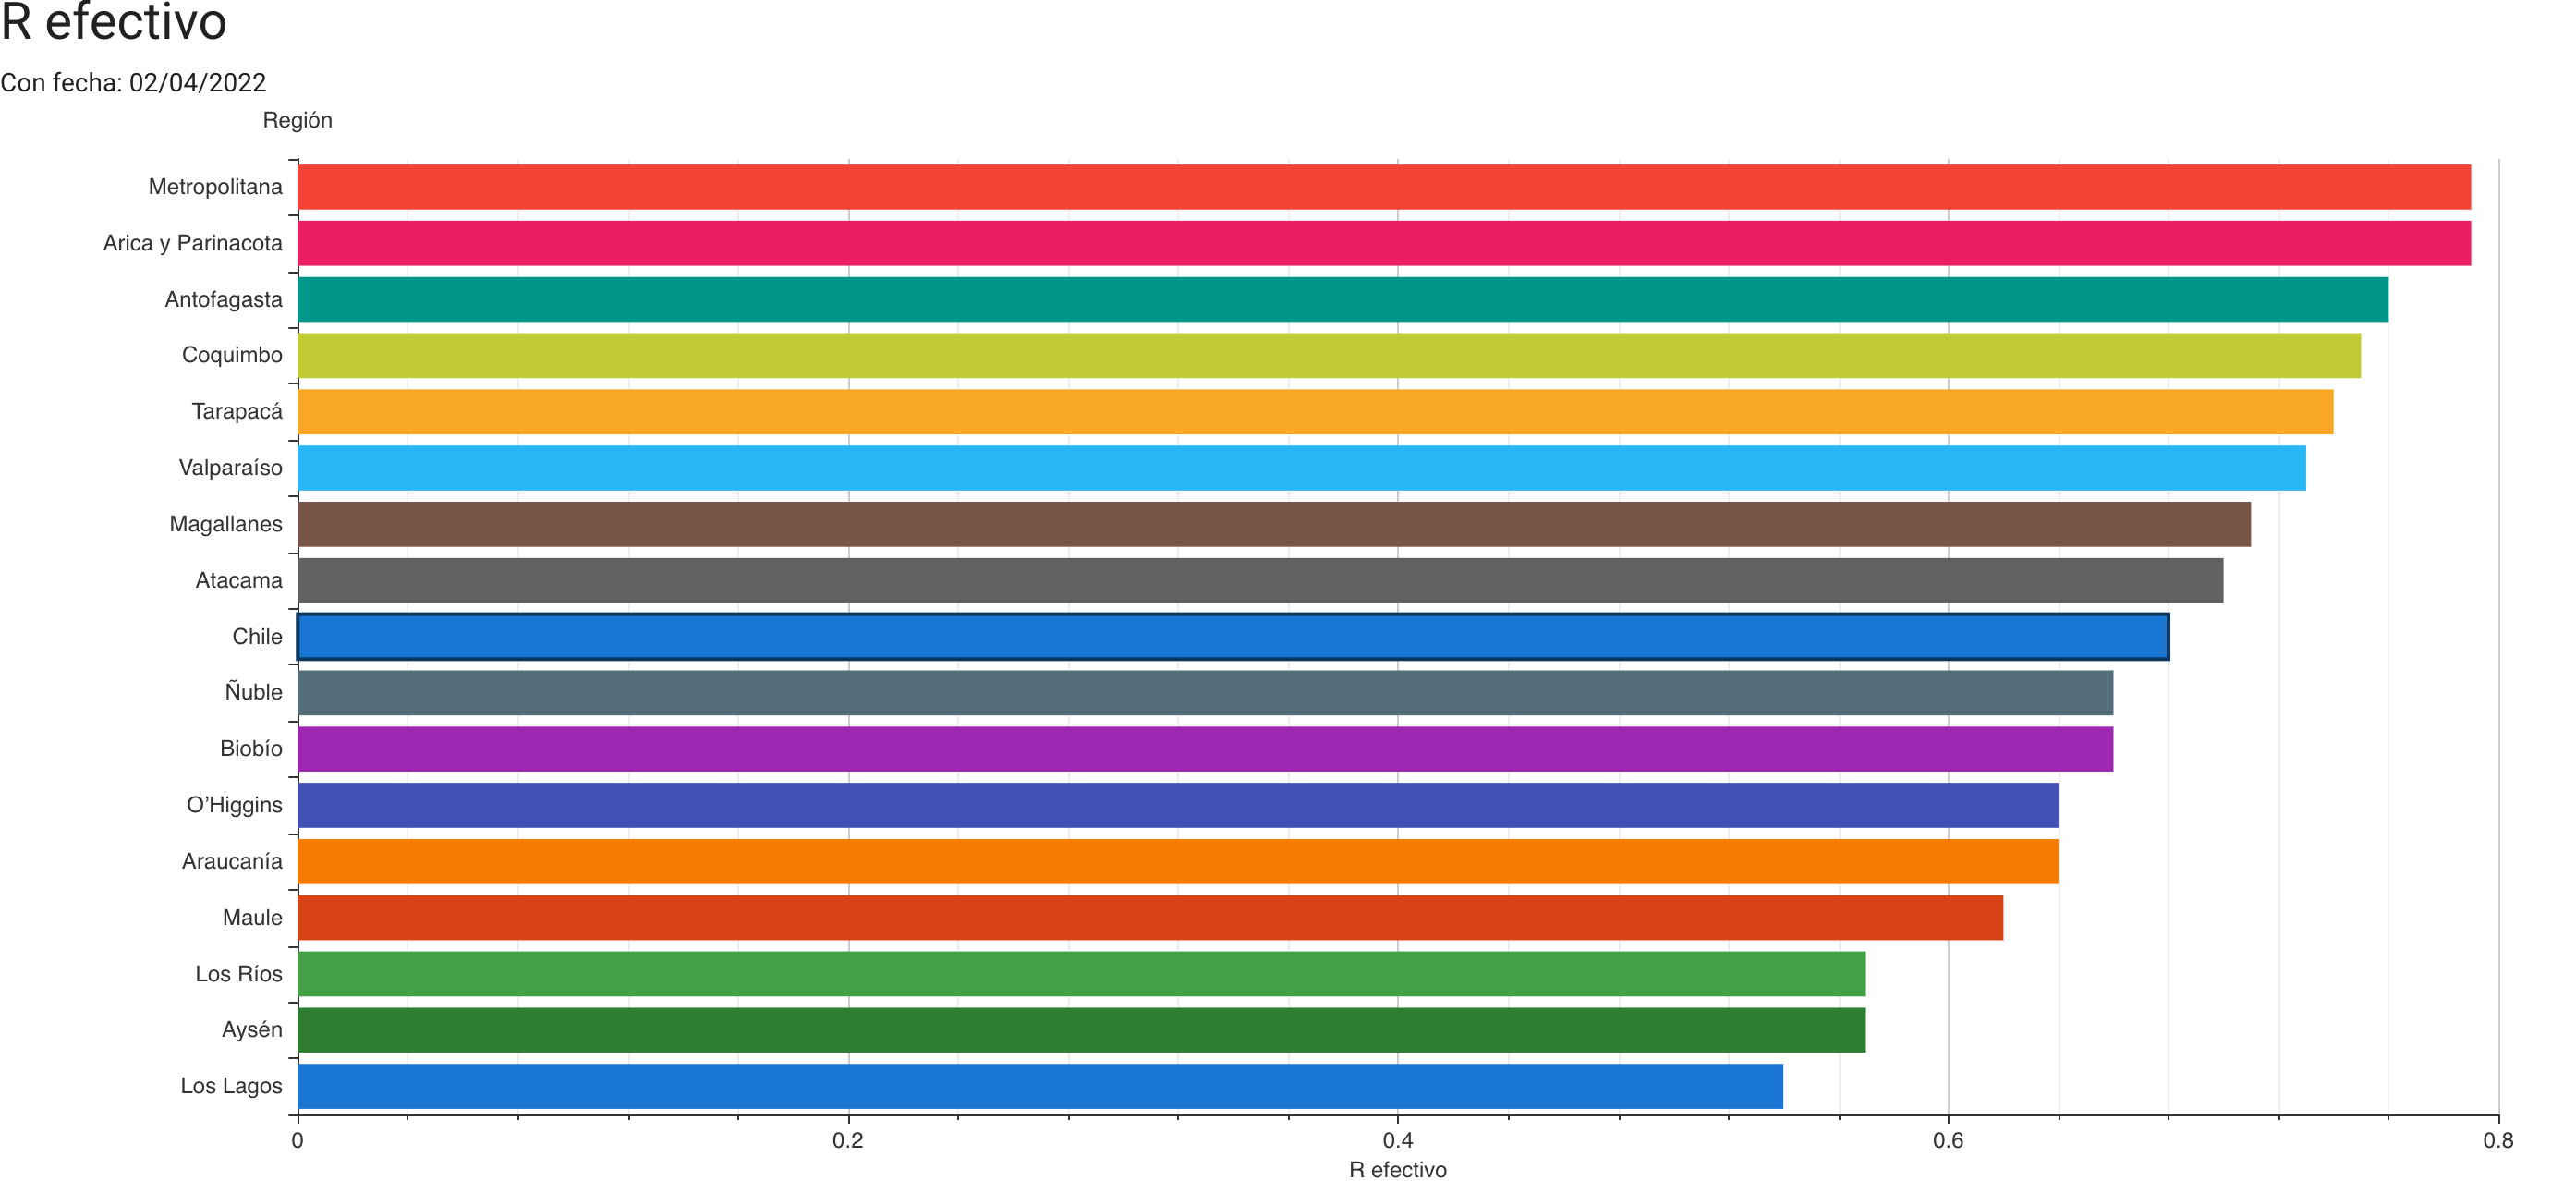 R efectivo
Con fecha: 02/04/2022
Región
Metropolitana
Arica y Parinacota
Antofagasta
Coquimbo
Tarapacá
Valparaíso
Magallanes
Atacama
Chile
Ñuble
Biobío
O’Higgins
Araucanía
Maule
Los Ríos
Aysén
Los Lagos
0 0.2 0.4 0.6 0.8
R efectivo